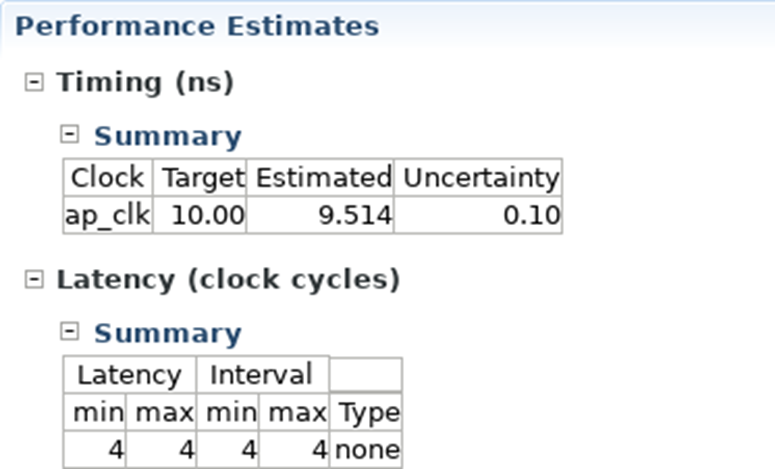 Performance Estimates
Timing (ns)
Summary
Clock Target Estimated Uncertainty
ap_clk 10.00 9.514 0.10
Latency (clock cycles)
Summary
Latency Interval
min max min max Type
4 4 4 4 none